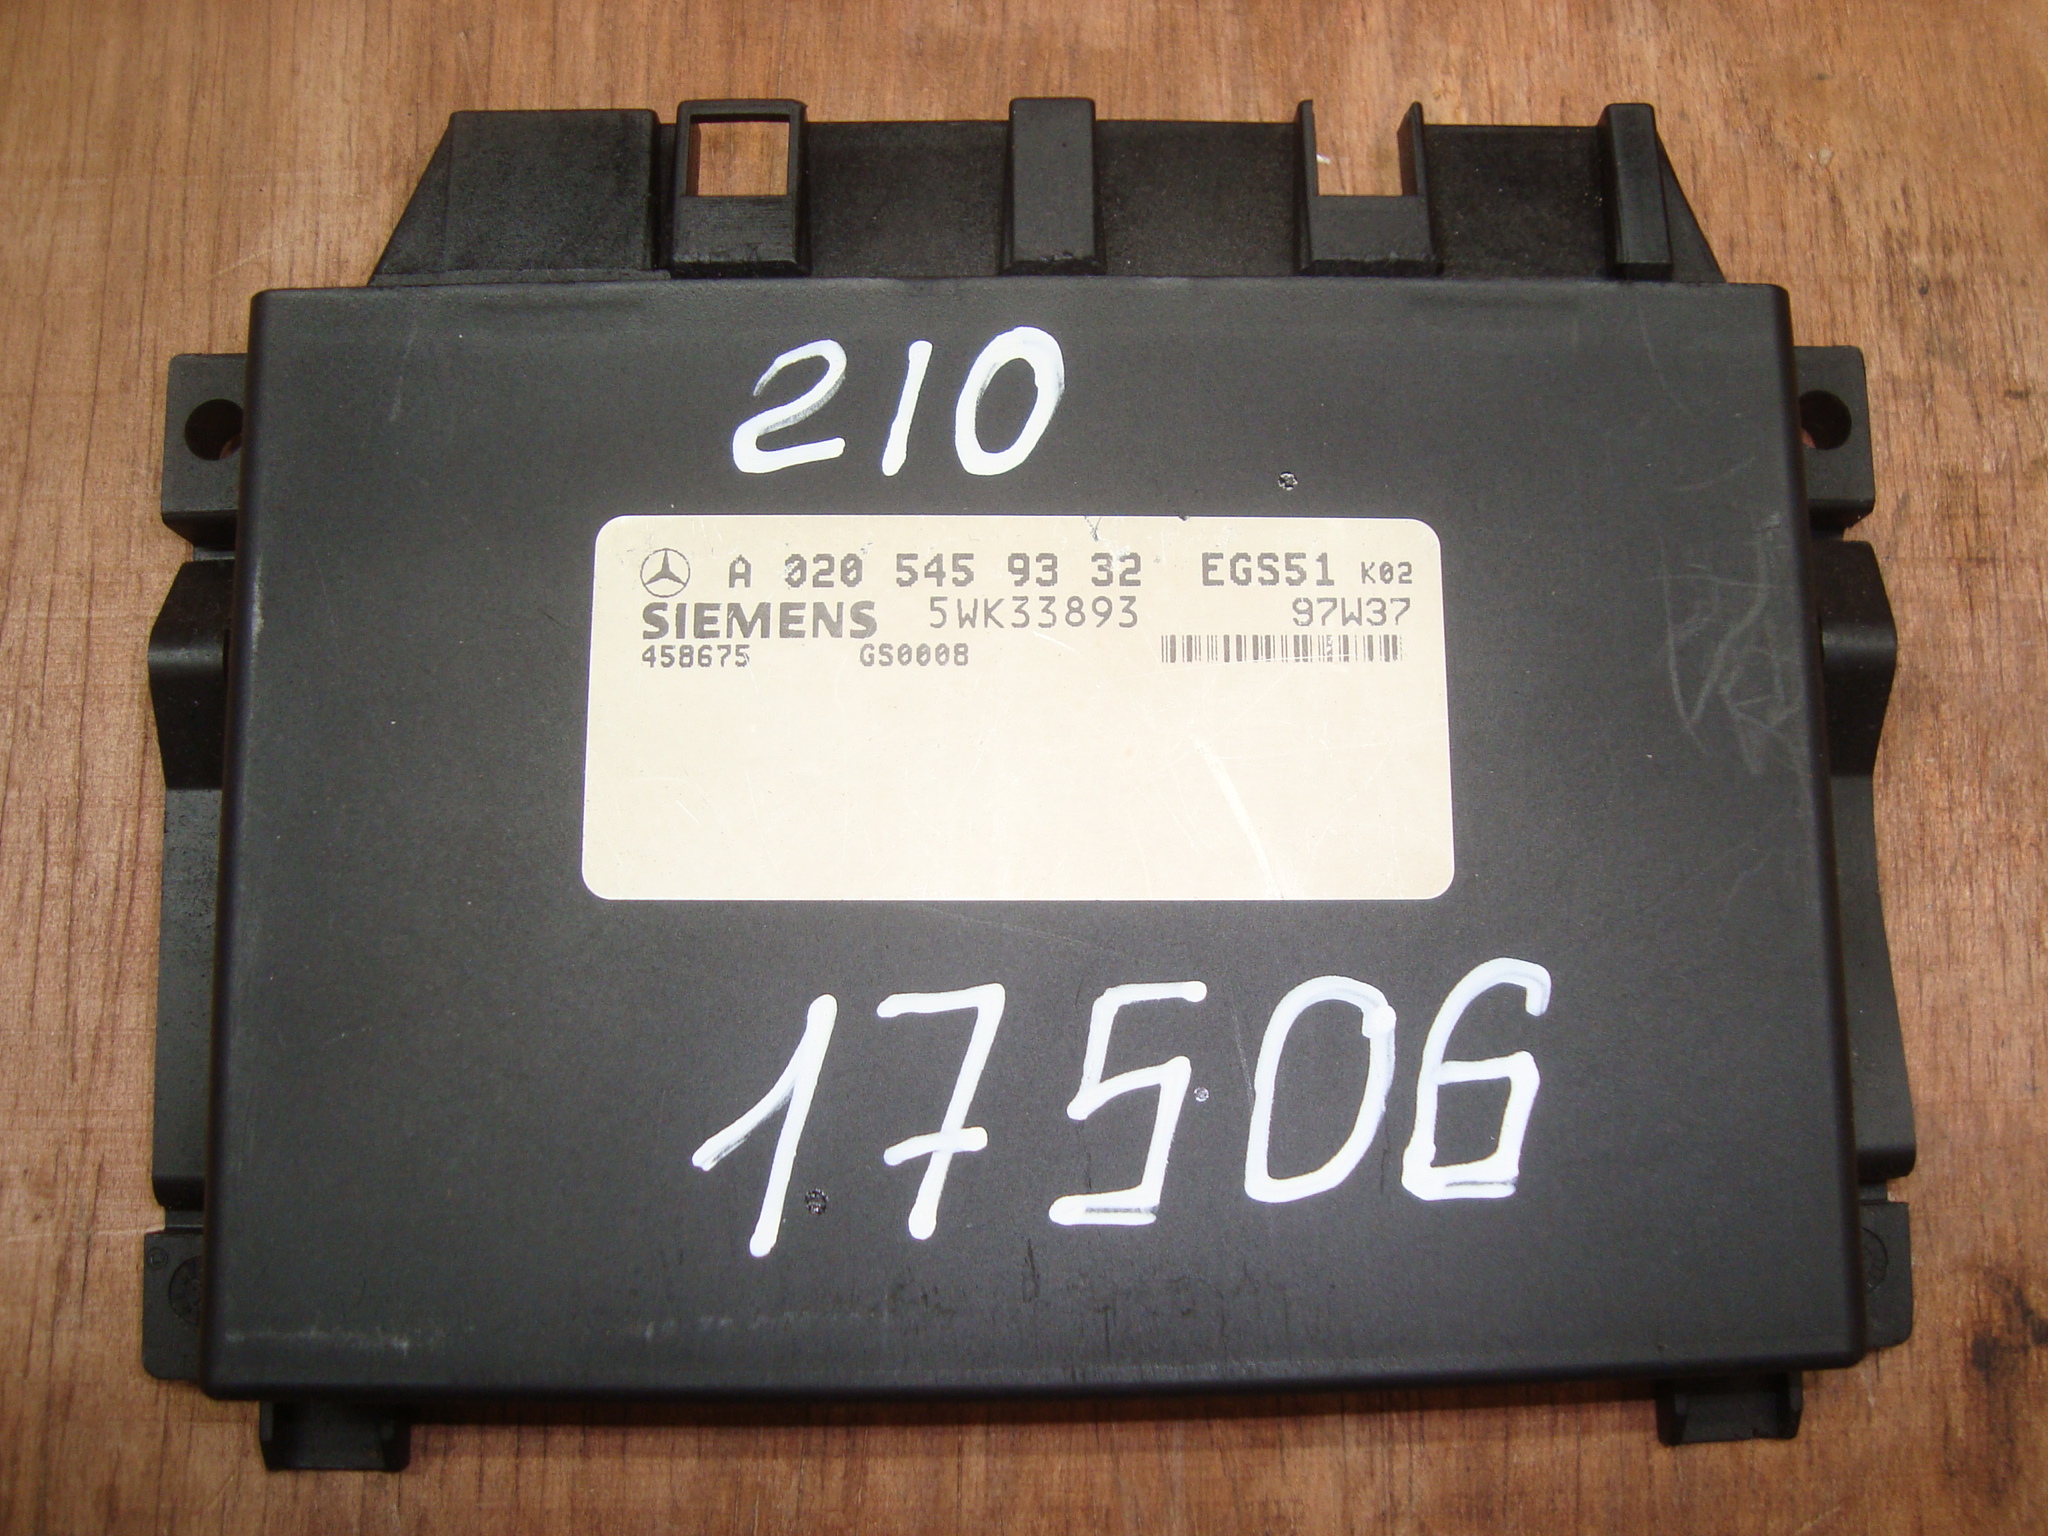 210
A 020 545 93 32 EGS51 K02
SIEMENS 5WK33893 97W37
458675 GS0008
17506